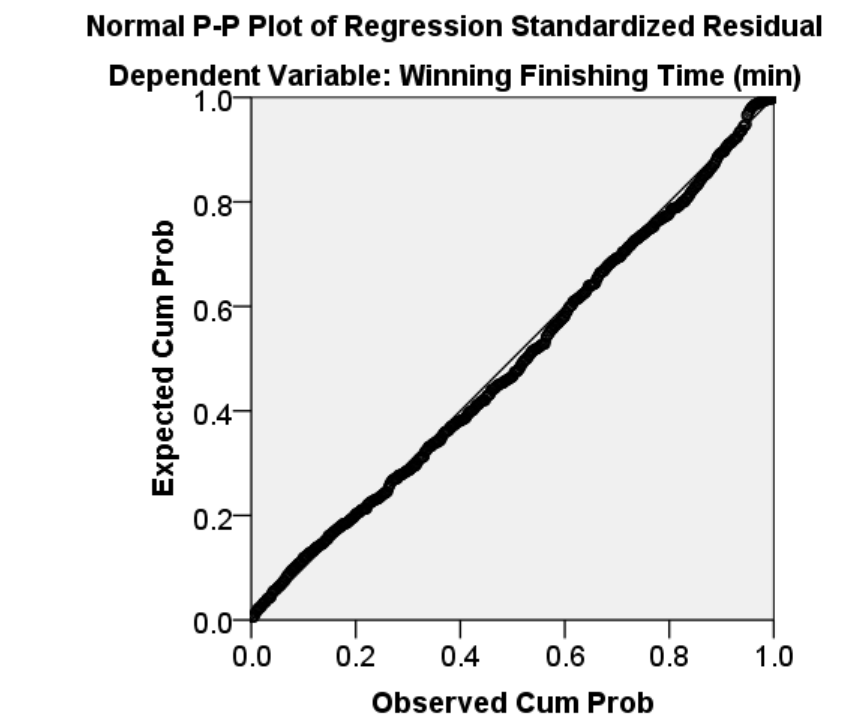 Normal P-P Plot of Regression Standardized Residual
Dependent Variable: Winning Finishing Time (min)
Expected Cum Prob
1.0
0.8
0.6
0.4
0.2
0.0
0.0 0.2 0.4 0.6 0.8 1.0
Observed Cum Prob